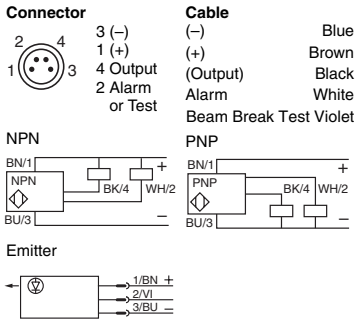 Connector
2 4
1 3
3 (–)
1 (+)
4 Output
2 Alarm
or Test
Cable
(–) Blue
(+) Brown
(Output) Black
Alarm White
Beam Break Test Violet
NPN
BN/1 +
NPN
BK/4 WH/2
BU/3 –
PNP
BN/1 +
PNP
BK/4 WH/2
BU/3 –
Emitter
1/BN +
2/VI
3/BU –